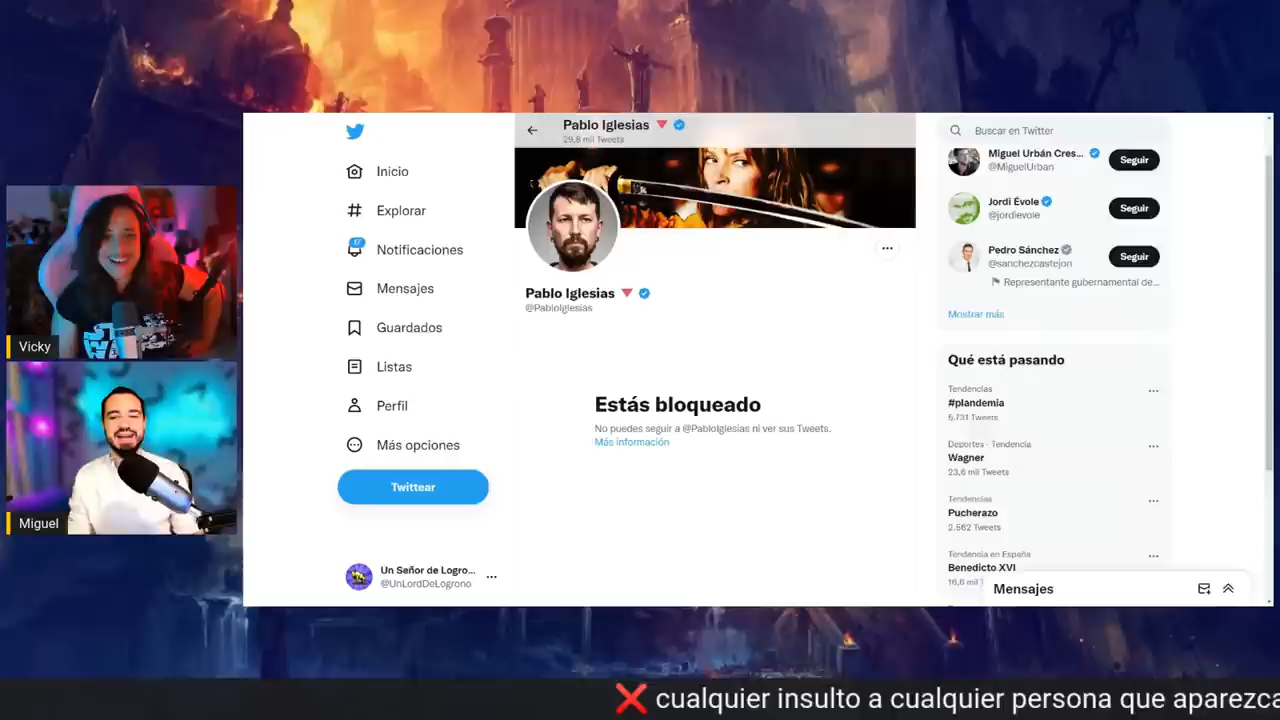 Pablo Iglesias
29,8 mil Tweets
Inicio
Explorar
17
Notificaciones
Mensajes
Guardados
Listas
Perfil
Más opciones
Twittear
Un Señor de Logro...
@UnLordDeLogrono
Pablo Iglesias
@PabloIglesias
Estás bloqueado
No puedes seguir a @PabloIglesias ni ver sus Tweets.
Más información
Buscar en Twitter
Miguel Urbán Cres...
@MiguelUrban
Seguir
Jordi Évole
@jordievole
Seguir
Pedro Sánchez
@sanchezcastejon
Seguir
Representante gubernamental de...
Mostrar más
Qué está pasando
Tendencias
#plandemia
5.731 Tweets
Deportes · Tendencia
Wagner
23,6 mil Tweets
Tendencias
Pucherazo
2.562 Tweets
Tendencia en España
Benedicto XVI
16,6 mil
Mensajes
Vicky
Miguel
❌ cualquier insulto a cualquier persona que aparezca